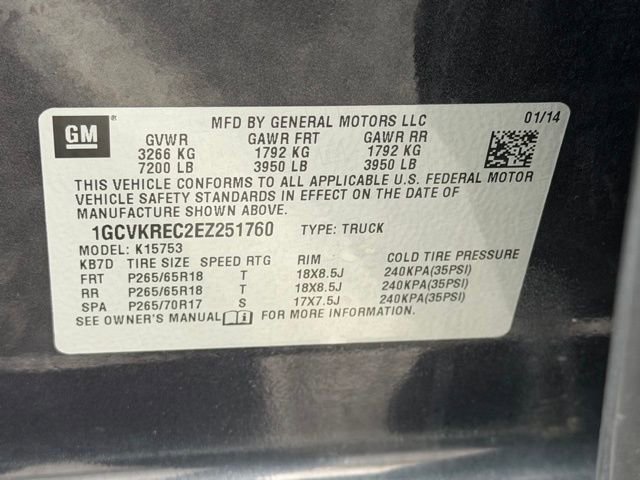 GM
MFD BY GENERAL MOTORS LLC 01/14
GVWR GAWR FRT GAWR RR
3266 KG 1792 KG 1792 KG
7200 LB 3950 LB 3950 LB
THIS VEHICLE CONFORMS TO ALL APPLICABLE U.S. FEDERAL MOTOR
VEHICLE SAFETY STANDARDS IN EFFECT ON THE DATE OF
MANUFACTURE SHOWN ABOVE.
1GCVKREC2EZ251760 TYPE: TRUCK
MODEL: K15753
KB7D TIRE SIZE SPEED RTG RIM COLD TIRE PRESSURE
FRT P265/65R18 T 18X8.5J 240KPA(35PSI)
RR P265/65R18 T 18X8.5J 240KPA(35PSI)
SPA P265/70R17 S 17X7.5J 240KPA(35PSI)
SEE OWNER'S MANUAL FOR MORE INFORMATION.